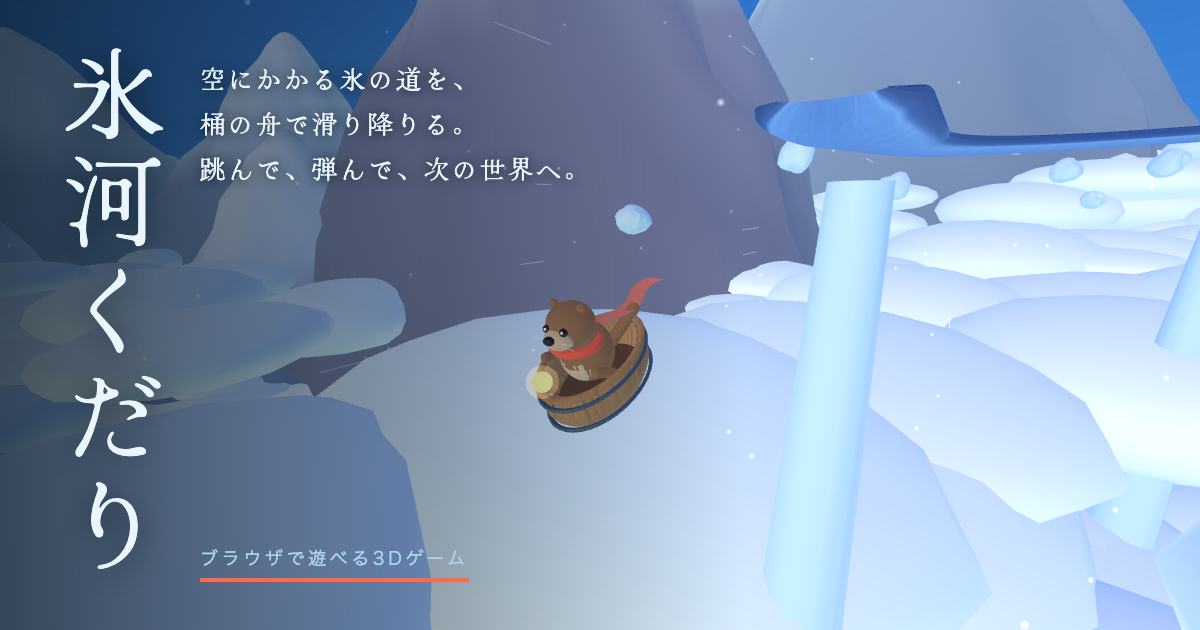 氷河くだり
空にかかる氷の道を、
桶の舟で滑り降りる。
跳んで、弾んで、次の世界へ。
ブラウザで遊べる3Dゲーム